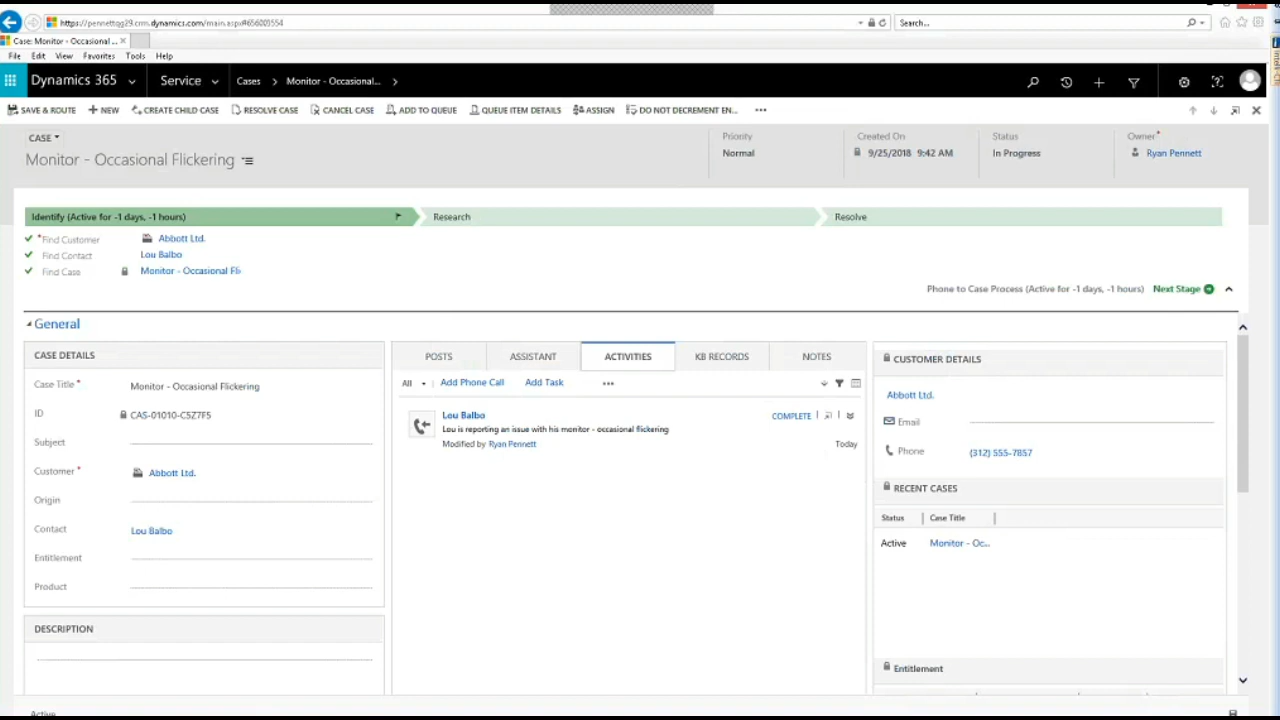 https://pennettqg29.crm.dynamics.com/main.aspx#656003554
Search...
Case: Monitor - Occasional ...
File Edit View Favorites Tools Help
Dynamics 365 Service Cases > Monitor - Occasional... >
SAVE & ROUTE + NEW CREATE CHILD CASE RESOLVE CASE CANCEL CASE ADD TO QUEUE QUEUE ITEM DETAILS ASSIGN DO NOT DECREMENT EN... •••
CASE
Monitor - Occasional Flickering
Priority
Normal
Created On
9/25/2018 9:42 AM
Status
In Progress
Owner*
Ryan Pennett
Identify (Active for -1 days, -1 hours)
Research
Resolve
*Find Customer Abbott Ltd.
Find Contact Lou Balbo
Find Case Monitor - Occasional Fli
Phone to Case Process (Active for -1 days, -1 hours) Next Stage
General
CASE DETAILS
Case Title* Monitor - Occasional Flickering
ID CAS-01010-C5Z7F5
Subject
Customer* Abbott Ltd.
Origin
Contact Lou Balbo
Entitlement
Product
DESCRIPTION
POSTS ASSISTANT ACTIVITIES KB RECORDS NOTES
All Add Phone Call Add Task •••
Lou Balbo COMPLETE
Lou is reporting an issue with his monitor - occasional flickering
Modified by Ryan Pennett Today
CUSTOMER DETAILS
Abbott Ltd.
Email
Phone (312) 555-7857
RECENT CASES
Status Case Title
Active Monitor - Oc...
Entitlement
Active